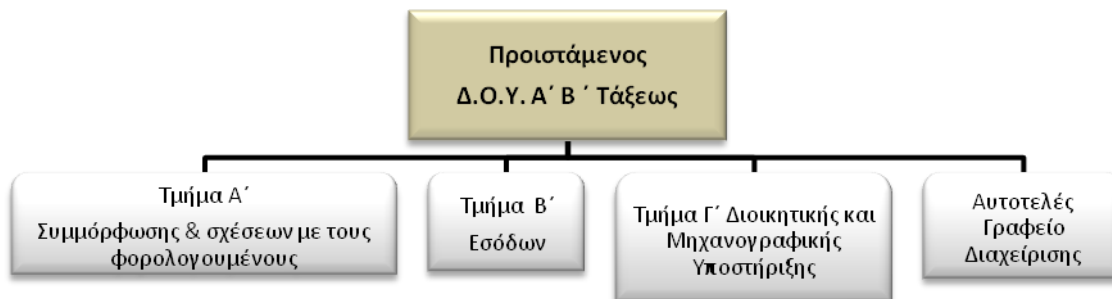 Προιστάμενος
Δ.Ο.Υ. Α΄ Β ΄ Τάξεως
Τμήμα Α΄
Συμμόρφωσης & σχέσεων με τους
φορολογουμένους
Τμήμα Β΄
Εσόδων
Τμήμα Γ΄ Διοικητικής και
Μηχανογραφικής
Υποστήριξης
Αυτοτελές
Γραφείο
Διαχείρισης